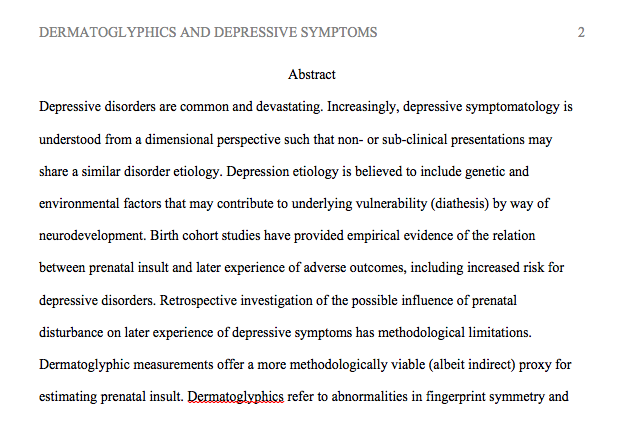 DERMATOGLYPHICS AND DEPRESSIVE SYMPTOMS 2
Abstract
Depressive disorders are common and devastating. Increasingly, depressive symptomatology is
understood from a dimensional perspective such that non- or sub-clinical presentations may
share a similar disorder etiology. Depression etiology is believed to include genetic and
environmental factors that may contribute to underlying vulnerability (diathesis) by way of
neurodevelopment. Birth cohort studies have provided empirical evidence of the relation
between prenatal insult and later experience of adverse outcomes, including increased risk for
depressive disorders. Retrospective investigation of the possible influence of prenatal
disturbance on later experience of depressive symptoms has methodological limitations.
Dermatoglyphic measurements offer a more methodologically viable (albeit indirect) proxy for
estimating prenatal insult. Dermatoglyphics refer to abnormalities in fingerprint symmetry and